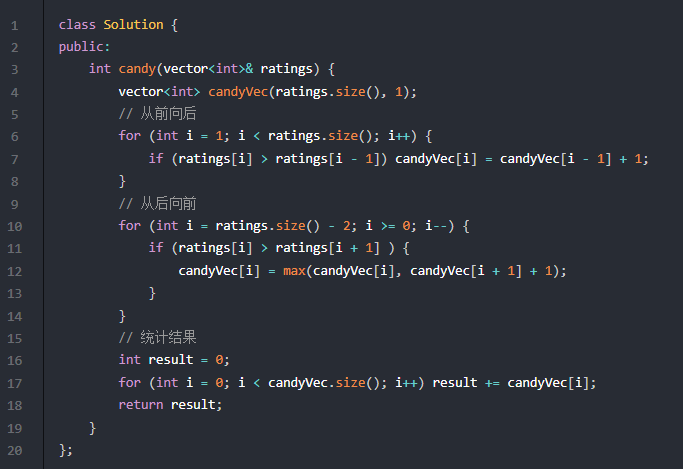 1 class Solution {
2 public:
3     int candy(vector<int>& ratings) {
4         vector<int> candyVec(ratings.size(), 1);
5         // 从前向后
6         for (int i = 1; i < ratings.size(); i++) {
7             if (ratings[i] > ratings[i - 1]) candyVec[i] = candyVec[i - 1] + 1;
8         }
9         // 从后向前
10         for (int i = ratings.size() - 2; i >= 0; i--) {
11             if (ratings[i] > ratings[i + 1] ) {
12                 candyVec[i] = max(candyVec[i], candyVec[i + 1] + 1);
13             }
14         }
15         // 统计结果
16         int result = 0;
17         for (int i = 0; i < candyVec.size(); i++) result += candyVec[i];
18         return result;
19     }
20 };